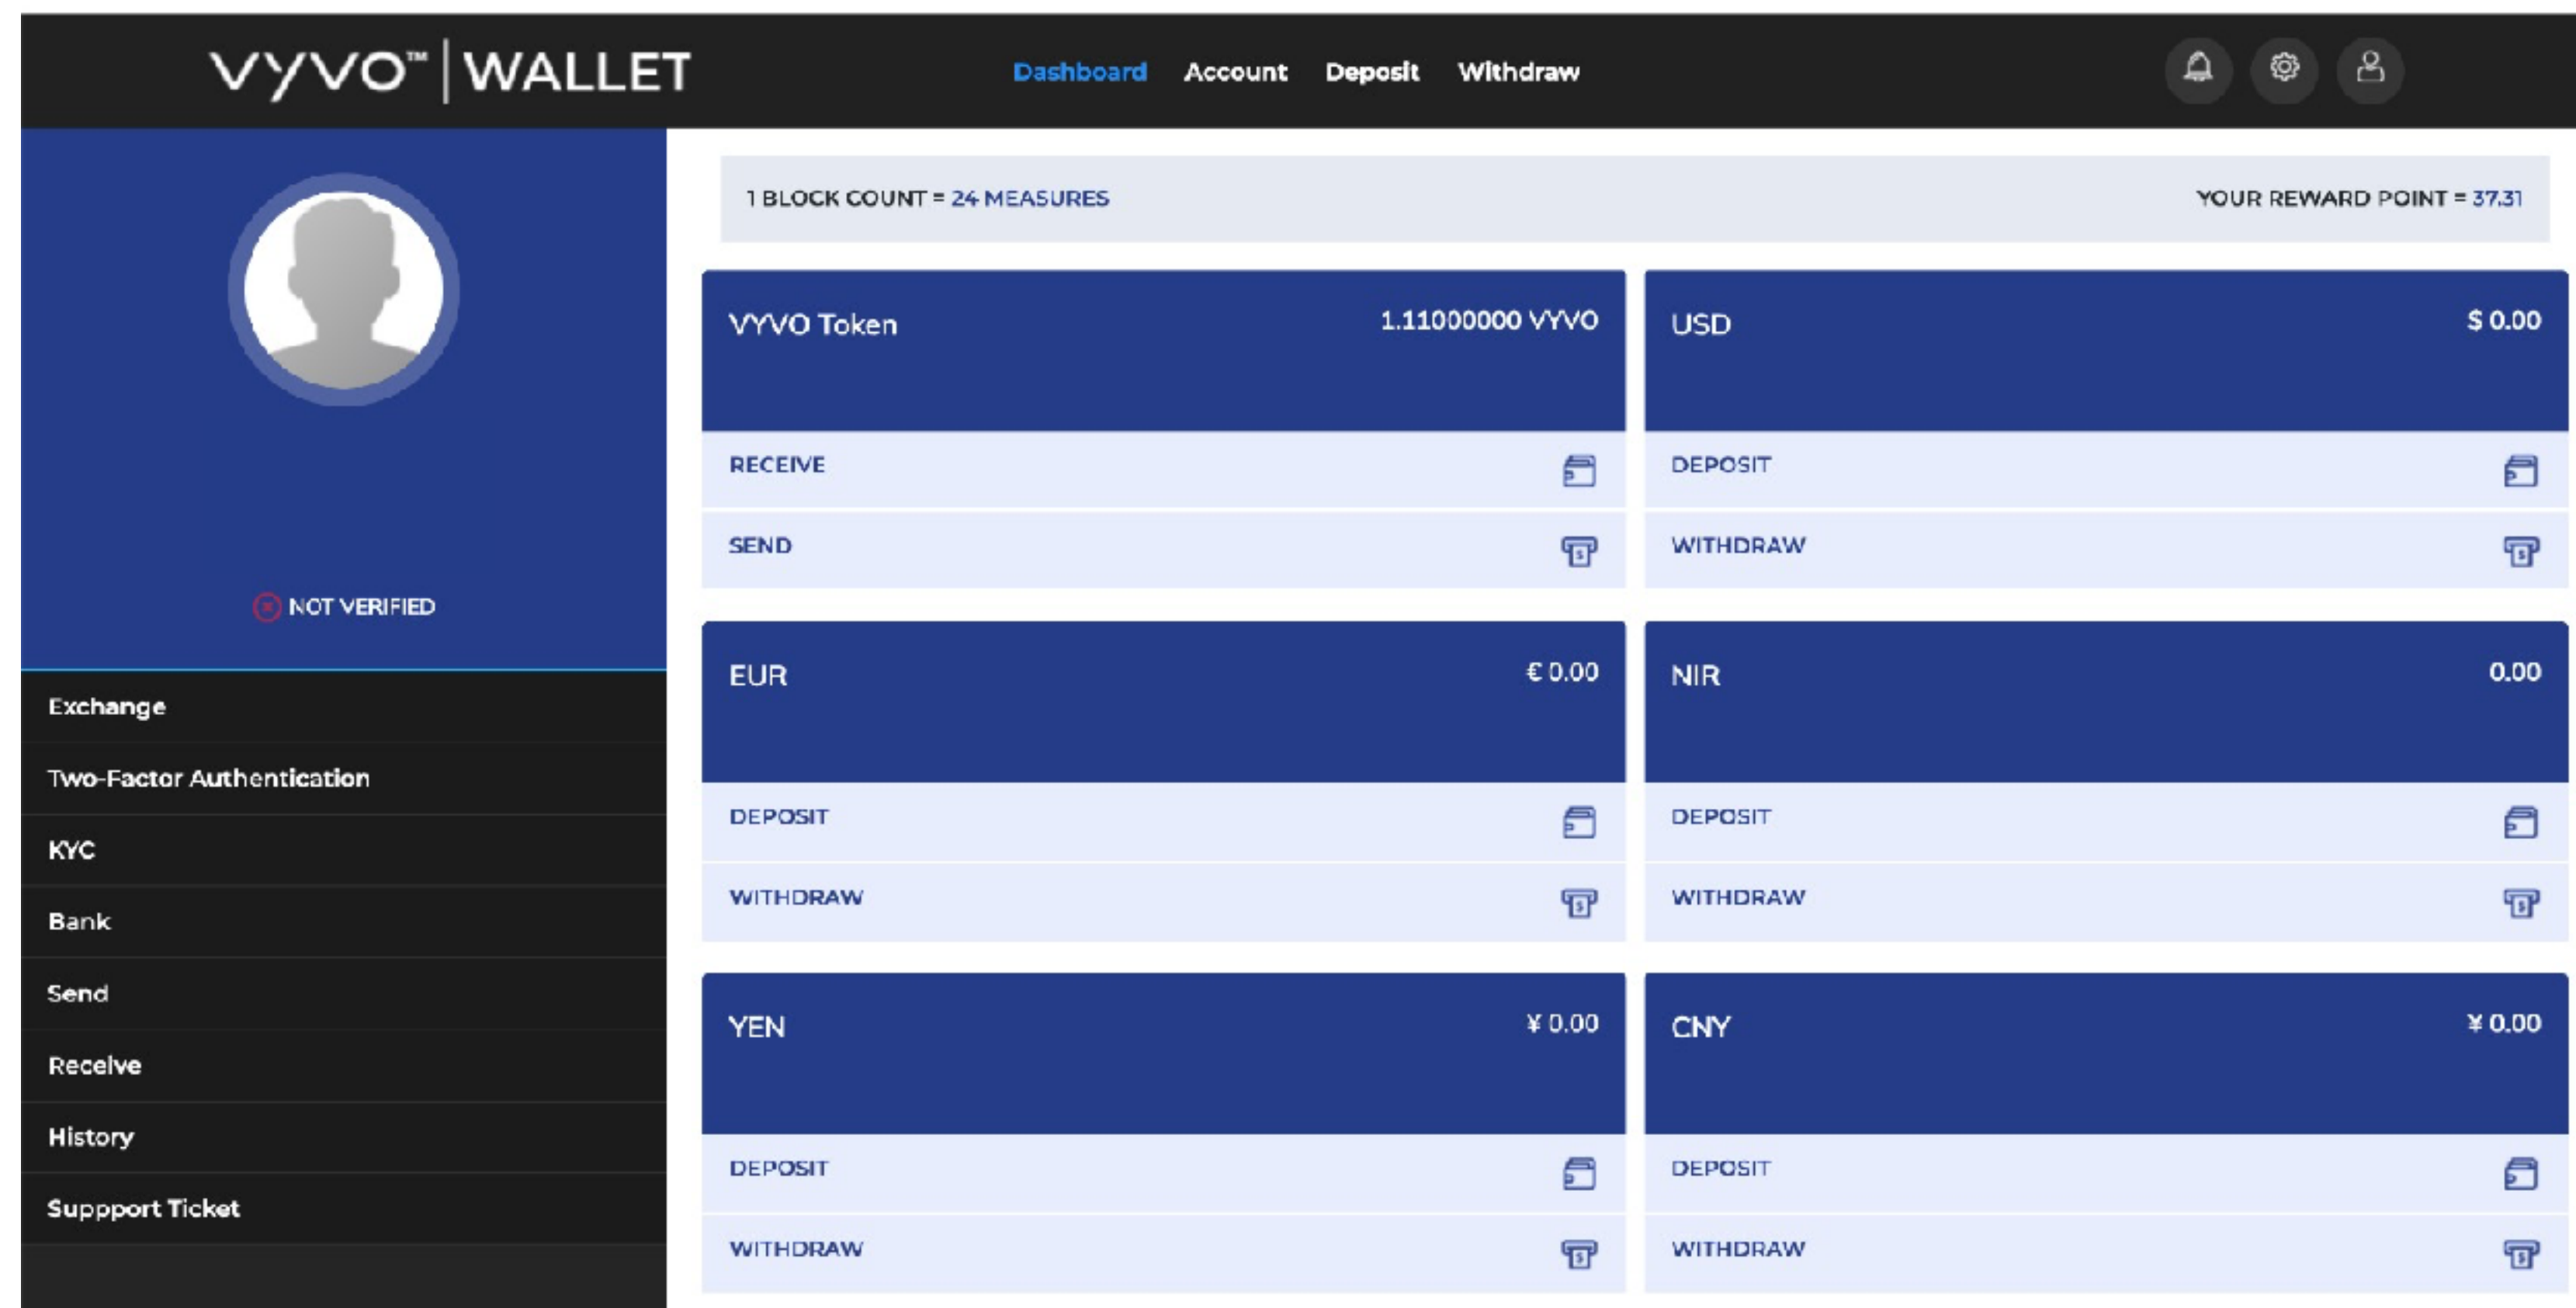 VYVO™ | WALLET
Dashboard Account Deposit Withdraw
NOT VERIFIED
Exchange
Two-Factor Authentication
KYC
Bank
Send
Receive
History
Suppport Ticket
1 BLOCK COUNT = 24 MEASURES
YOUR REWARD POINT = 37.31
VYVO Token 1.11000000 VYVO
RECEIVE
SEND
USD $ 0.00
DEPOSIT
WITHDRAW
EUR € 0.00
DEPOSIT
WITHDRAW
NIR 0.00
DEPOSIT
WITHDRAW
YEN ¥ 0.00
DEPOSIT
WITHDRAW
CNY ¥ 0.00
DEPOSIT
WITHDRAW